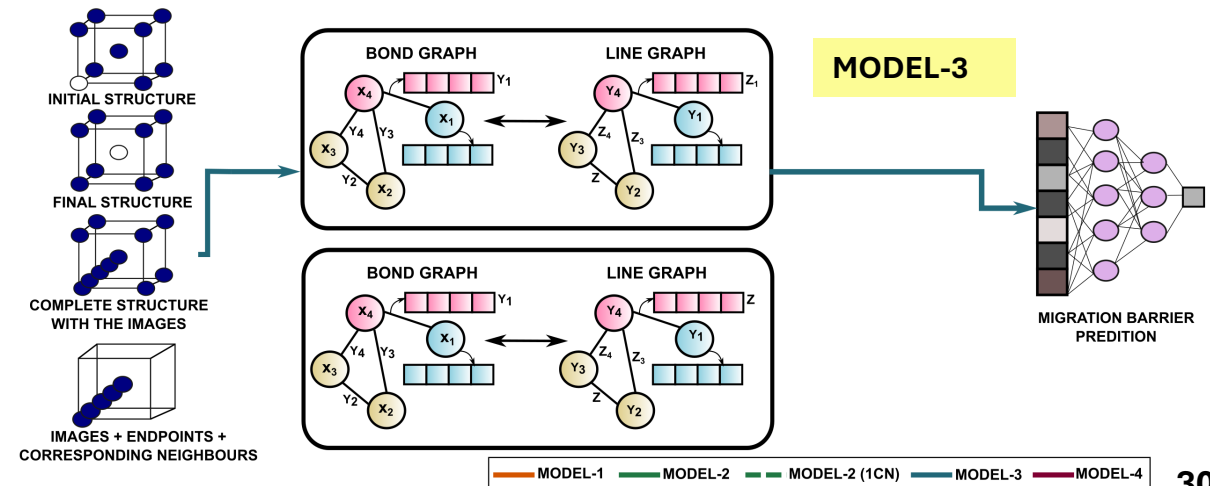 INITIAL STRUCTURE
FINAL STRUCTURE
COMPLETE STRUCTURE
WITH THE IMAGES
IMAGES + ENDPOINTS +
CORRESPONDING NEIGHBOURS
BOND GRAPH
X4
Y1
X1
Y4
Y3
X3
Y2
X2
LINE GRAPH
Y4
Z1
Y1
Z4
Z3
Y3
Z
Y2
BOND GRAPH
X4
Y1
X1
Y4
Y3
X3
Y2
X2
LINE GRAPH
Y4
Z
Y1
Z4
Z3
Y3
Z
Y2
MODEL-3
MIGRATION BARRIER
PREDITION
MODEL-1 MODEL-2 MODEL-2 (1CN) MODEL-3 MODEL-4
30